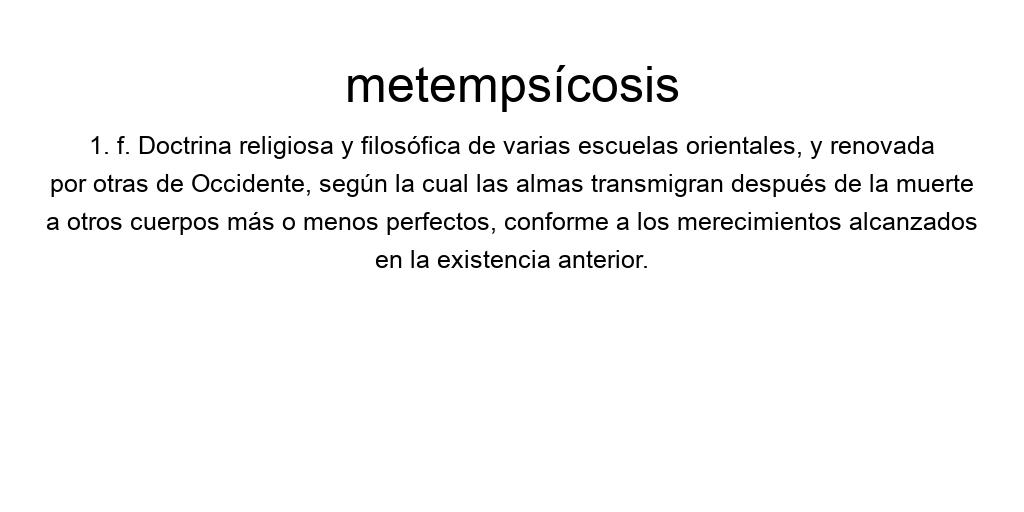 metempsícosis
1. f. Doctrina religiosa y filosófica de varias escuelas orientales, y renovada
por otras de Occidente, según la cual las almas transmigran después de la muerte
a otros cuerpos más o menos perfectos, conforme a los merecimientos alcanzados
en la existencia anterior.